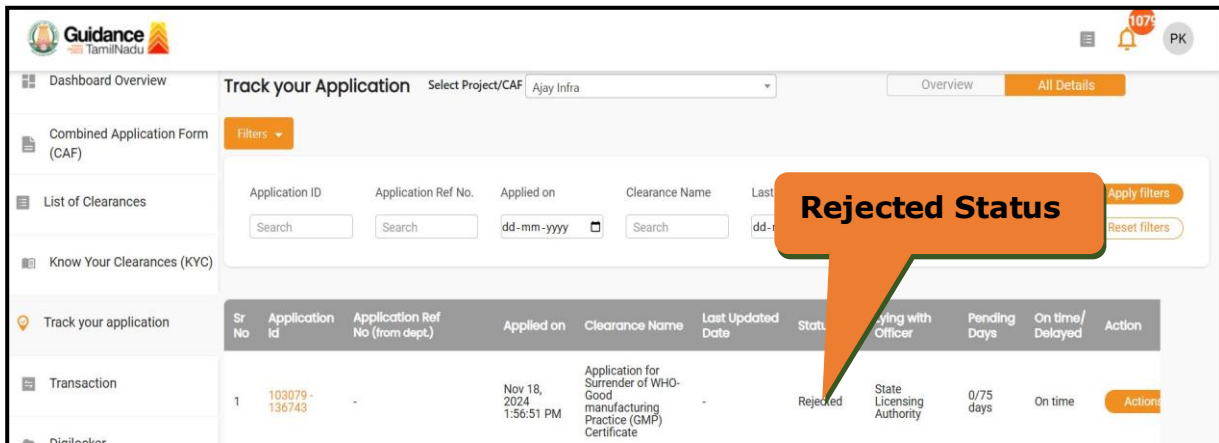 Guidance
TamilNadu
1079
PK
Dashboard Overview
Track your Application
Select Project/CAF
Ajay Infra
Overview
All Details
Combined Application Form
(CAF)
Filters
List of Clearances
Application ID
Application Ref No.
Applied on
Clearance Name
Last
Apply filters
Search
Search
dd-mm-yyyy
Search
Reset filters
Rejected Status
Know Your Clearances (KYC)
Track your application
Sr
No
Application
Id
Application Ref
No (from dept.)
Applied on
Clearance Name
Last Updated
Date
Officer
Pending
Days
On time/
Delayed
Action
Transaction
1
103079 -
136743
-
Nov 18,
2024
1:56:51 PM
Application for
Surrender of WHO-
Good
manufacturing
Practice (GMP)
Certificate
-
Rejected
State
Licensing
Authority
0/75
days
On time
Actions
Digilocker